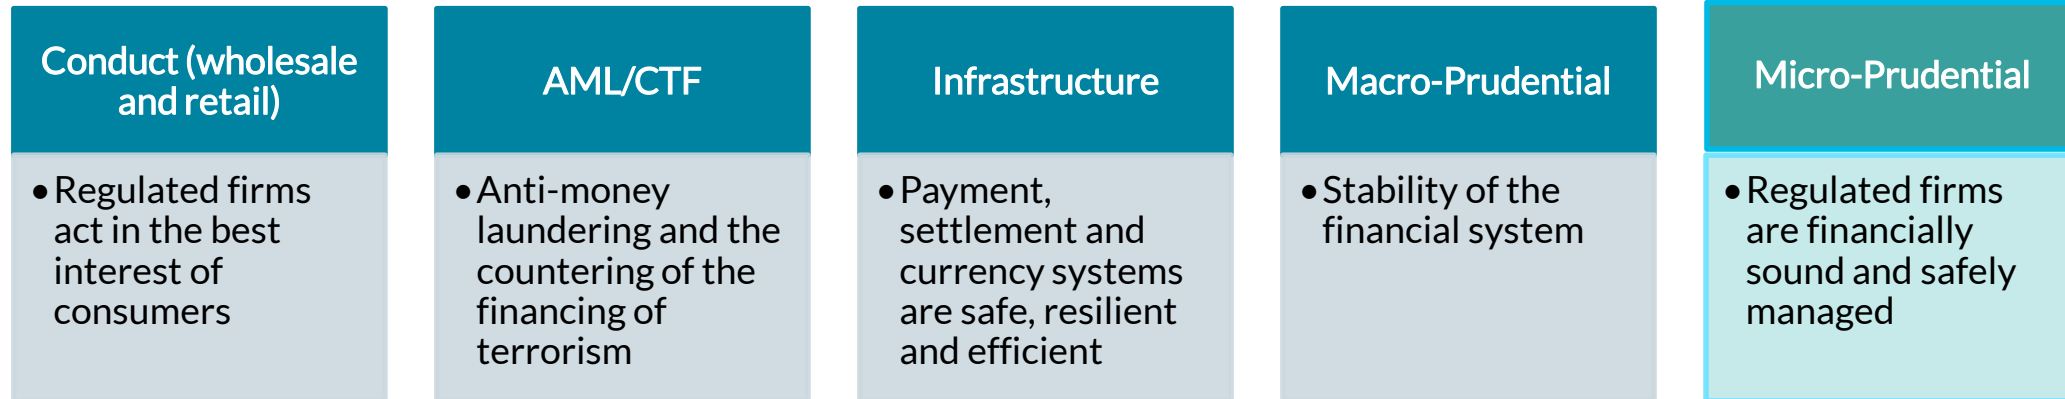 Conduct (wholesale
and retail)
• Regulated firms
act in the best
interest of
consumers
AML/CTF
• Anti-money
laundering and the
countering of the
financing of
terrorism
Infrastructure
• Payment,
settlement and
currency systems
are safe, resilient
and efficient
Macro-Prudential
• Stability of the
financial system
Micro-Prudential
• Regulated firms
are financially
sound and safely
managed